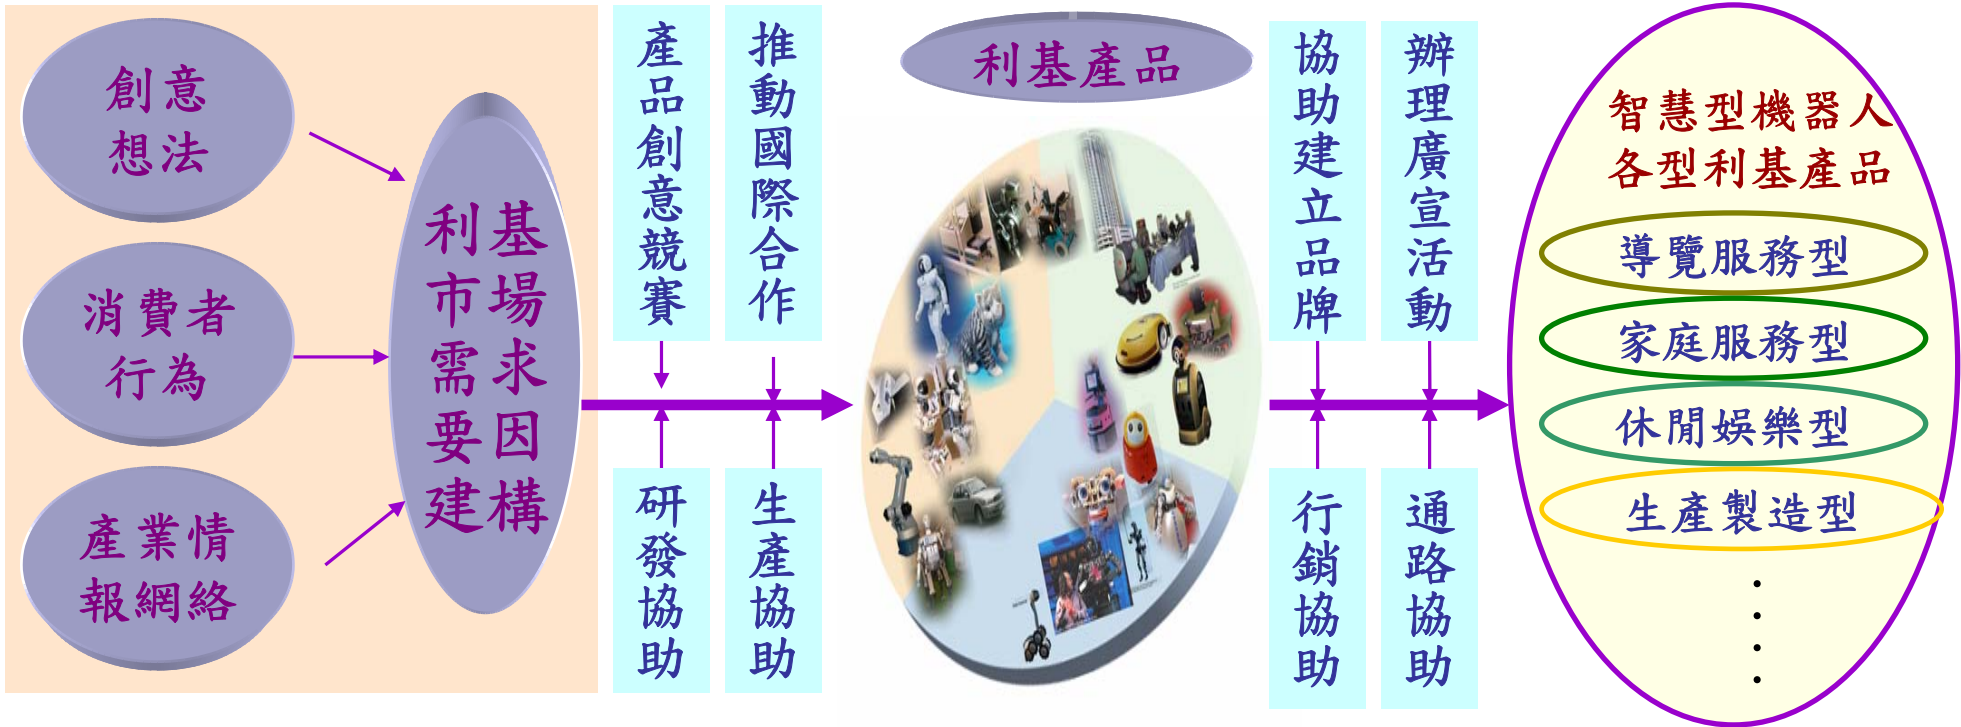 創意
想法
消費者
行為
產業情
報網絡
利基
市場
需求
要因
建構
產品創意競賽
推動國際合作
研發協助
生產協助
利基產品
協助建立品牌
辦理廣宣活動
行銷協助
通路協助
智慧型機器人
各型利基產品
導覽服務型
家庭服務型
休閒娛樂型
生產製造型